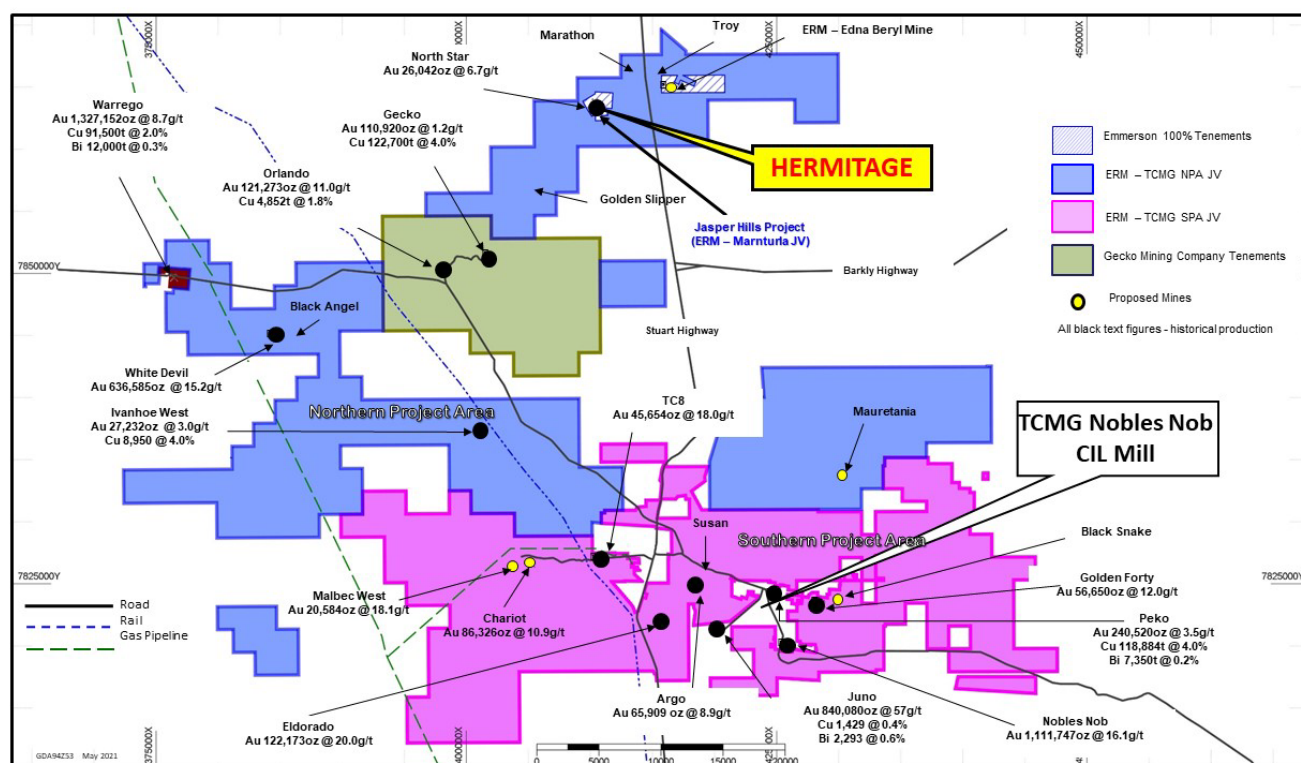 378000X
425000X
450000X
Troy
Marathon
ERM – Edna Beryl Mine
North Star
Au 26,042oz @ 6.7g/t
Warrego
Au 1,327,152oz @ 8.7g/t
Cu 91,500t @ 2.0%
Bi 12,000t @ 0.3%
Gecko
Au 110,920oz @ 1.2g/t
Cu 122,700t @ 4.0%
Orlando
Au 121,273oz @ 11.0g/t
Cu 4,852t @ 1.8%
HERMITAGE
Golden Slipper
Jasper Hills Project
(ERM – Marnturla JV)
Emmerson 100% Tenements
ERM – TCMG NPA JV
ERM – TCMG SPA JV
Gecko Mining Company Tenements
Proposed Mines
All black text figures - historical production
7850000Y
7850000Y
Barkly Highway
Stuart Highway
Black Angel
White Devil
Au 636,585oz @ 15.2g/t
Ivanhoe West
Au 27,232oz @ 3.0g/t
Cu 8,950 @ 4.0%
Northern Project Area
TC8
Au 45,654oz @ 18.0g/t
Mauretania
TCMG Nobles Nob
CIL Mill
Susan
Southern Project Area
Black Snake
7825000Y
7825000Y
Golden Forty
Au 56,650oz @ 12.0g/t
Road
Rail
Gas Pipeline
Malbec West
Au 20,584oz @ 18.1g/t
Chariot
Au 86,326oz @ 10.9g/t
Peko
Au 240,520oz @ 3.5g/t
Cu 118,884t @ 4.0%
Bi 7,350t @ 0.2%
Eldorado
Au 122,173oz @ 20.0g/t
Argo
Au 65,909 oz @ 8.9g/t
Juno
Au 840,080oz @ 57g/t
Cu 1,429 @ 0.4%
Bi 2,293 @ 0.6%
Nobles Nob
Au 1,111,747oz @ 16.1g/t
GDA94Z53 May 2021
375000X
400000X
425000X
0
5000
10000
20000